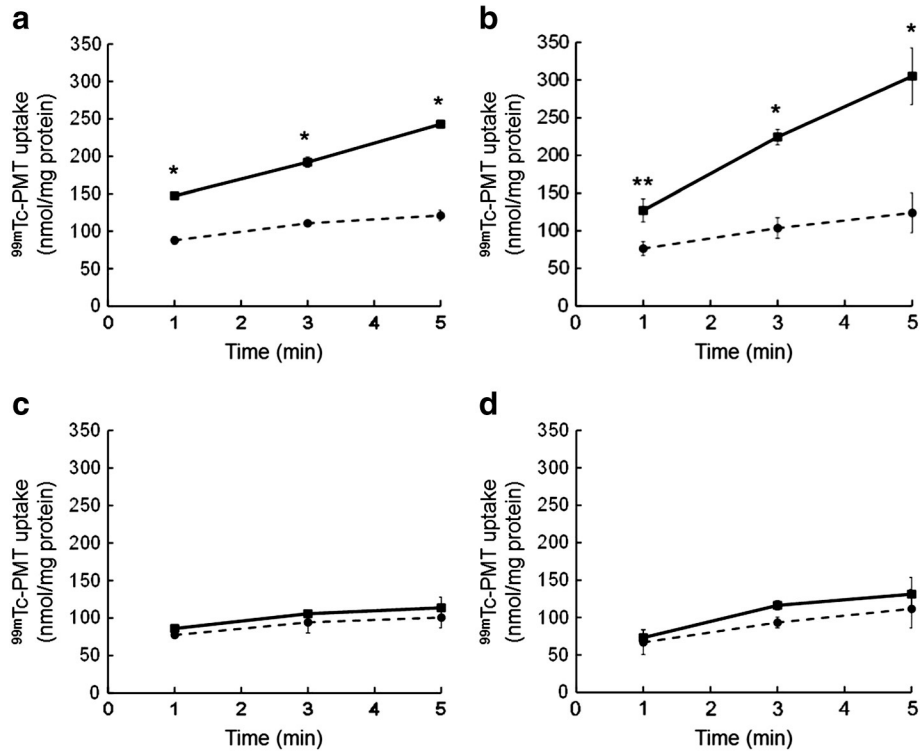 a
⁹⁹ᵐTc-PMT uptake
(nmol/mg protein)
350
300
250
200
150
100
50
0
* * *
0 1 2 3 4 5
Time (min)
b
⁹⁹ᵐTc-PMT uptake
(nmol/mg protein)
350
300
250
200
150
100
50
0
** * *
0 1 2 3 4 5
Time (min)
c
⁹⁹ᵐTc-PMT uptake
(nmol/mg protein)
350
300
250
200
150
100
50
0
0 1 2 3 4 5
Time (min)
d
⁹⁹ᵐTc-PMT uptake
(nmol/mg protein)
350
300
250
200
150
100
50
0
0 1 2 3 4 5
Time (min)